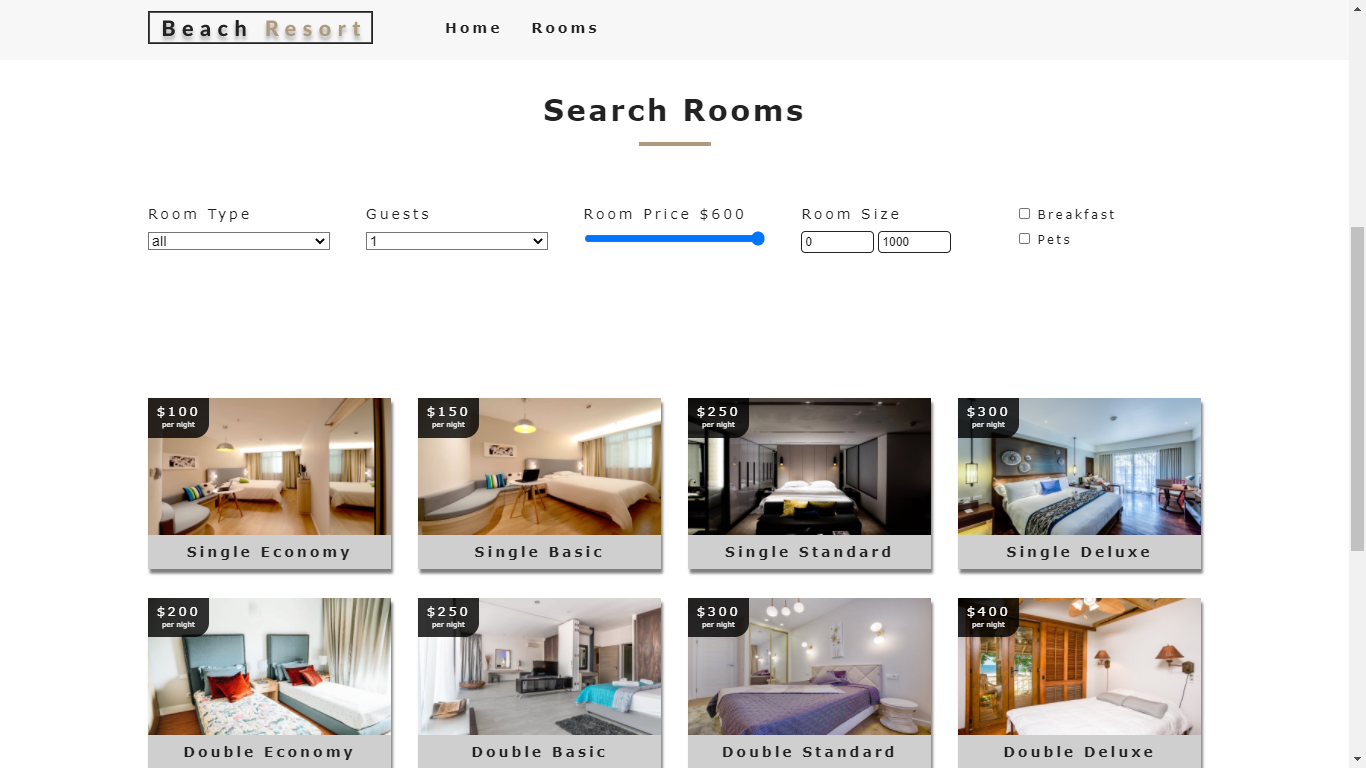 Beach Resort
Home
Rooms
Search Rooms
Room Type
Guests
Room Price $600
Room Size
Breakfast
all
1
0
1000
Pets
$100
per night
$150
per night
$250
per night
$300
per night
Single Economy
Single Basic
Single Standard
Single Deluxe
$200
per night
$250
per night
$300
per night
$400
per night
Double Economy
Double Basic
Double Standard
Double Deluxe